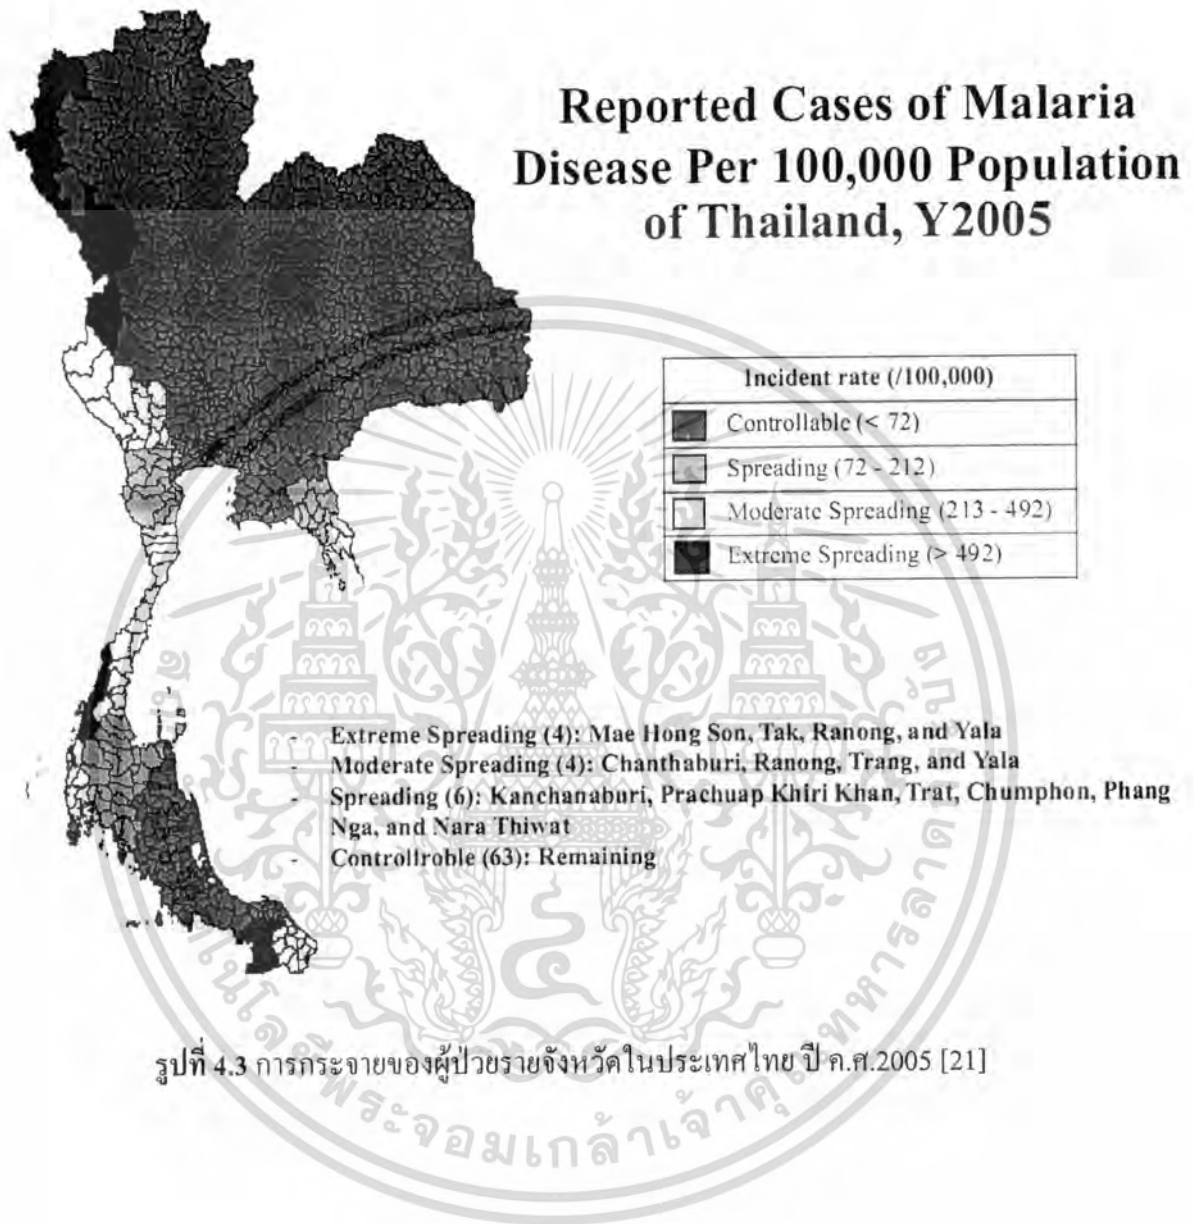 Reported Cases of Malaria
Disease Per 100,000 Population
of Thailand, Y2005
Incident rate (/100,000)
Controllable (< 72)
Spreading (72 - 212)
Moderate Spreading (213 - 492)
Extreme Spreading (> 492)
- Extreme Spreading (4): Mae Hong Son, Tak, Ranong, and Yala
- Moderate Spreading (4): Chanthaburi, Ranong, Trang, and Yala
- Spreading (6): Kanchanaburi, Prachuap Khiri Khan, Trat, Chumphon, Phang
Nga, and Nara Thiwat
- Controllroble (63): Remaining
รูปที่ 4.3 การกระจายของผู้ป่วยรายจังหวัดในประเทศไทย ปี ค.ศ.2005 [21]